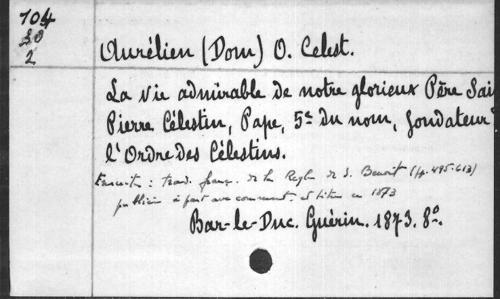 704
30
2
Aurélien (Dom) O. Celest.
La vie admirable de notre glorieux Père Sai
Pierre Célestin, Pape, 5e du nom, fondateur
l'Ordre des Célestins.
Ensuite : trad. franç. de la Règle de S. Benoît (pp. 495-613)
publiée à part avec comment. et titre en 1873
Bar-le-Duc. Guérin. 1873. 8o.